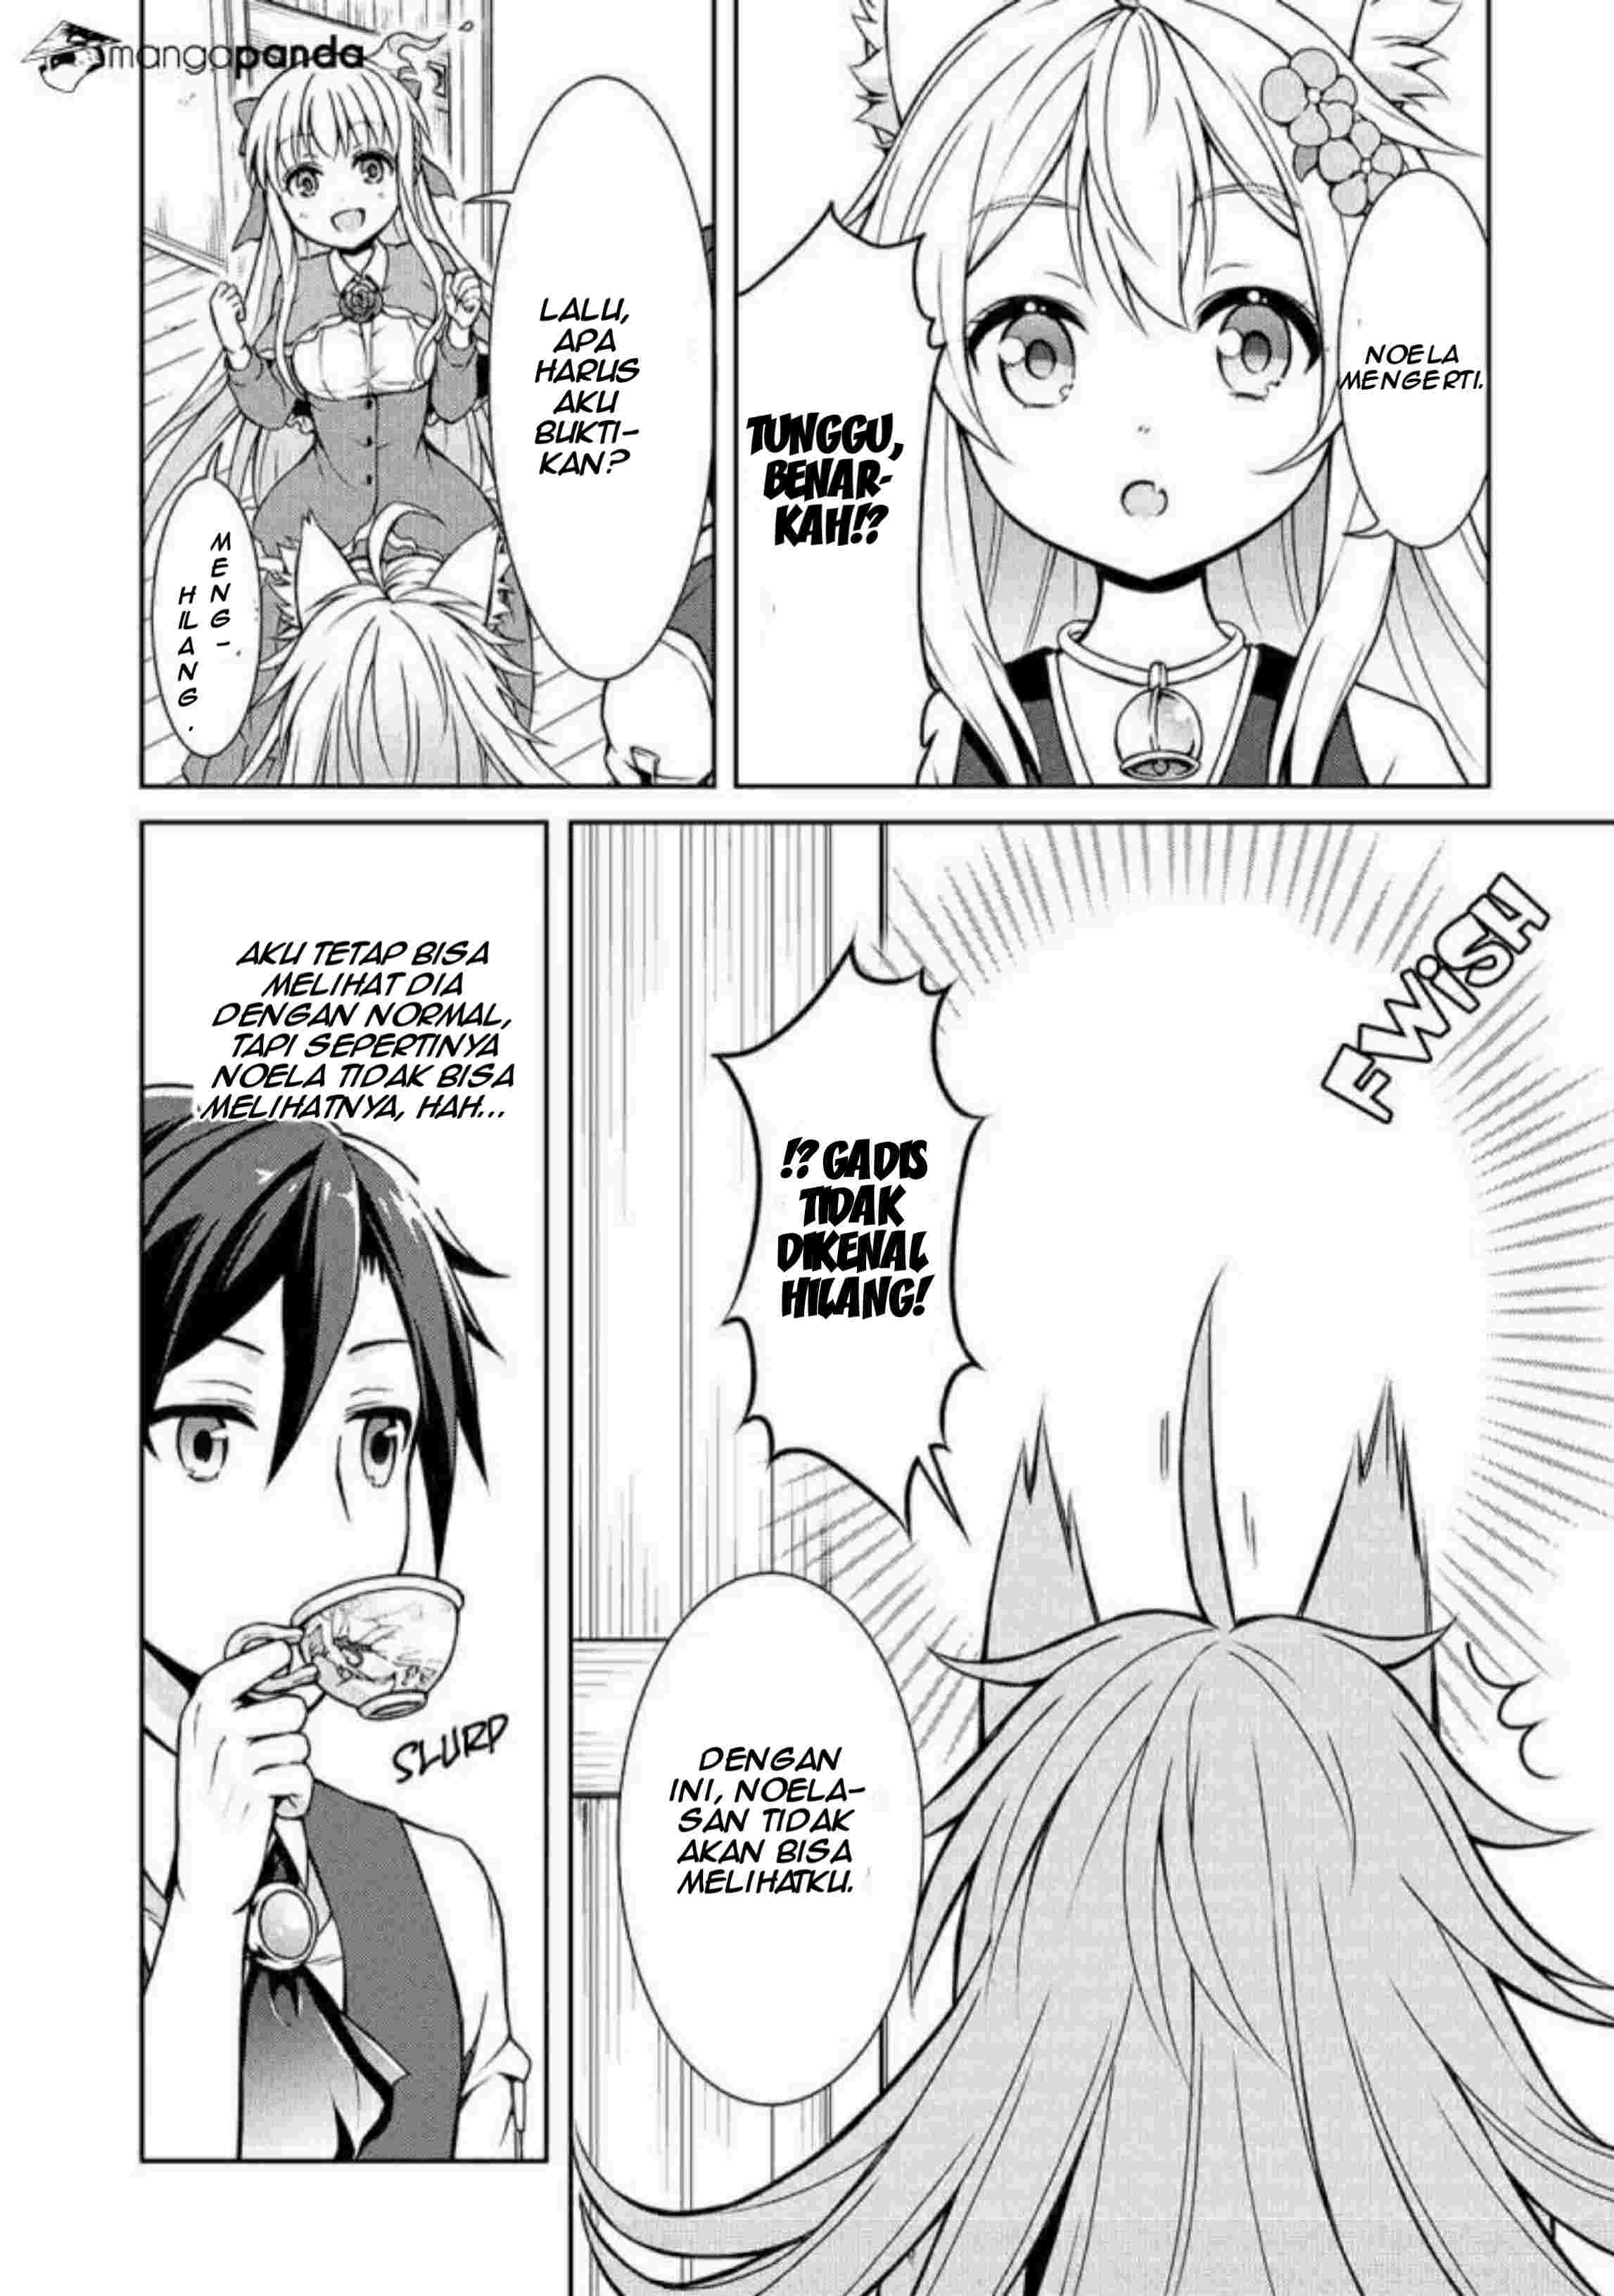 mangapanda
NOELA
MENGERTI.
TUNGGU,
BENAR-
KAH!?
LALU,
APA
HARUS
AKU
BUKTI-
KAN?
MENG-
HILANG.
FWISH
!? GADIS
TIDAK
DIKENAL
HILANG!
DENGAN
INI, NOELA-
SAN TIDAK
AKAN BISA
MELIHATKU.
AKU TETAP BISA
MELIHAT DIA
DENGAN NORMAL,
TAPI SEPERTINYA
NOELA TIDAK BISA
MELIHATNYA, HAH...
SLURP